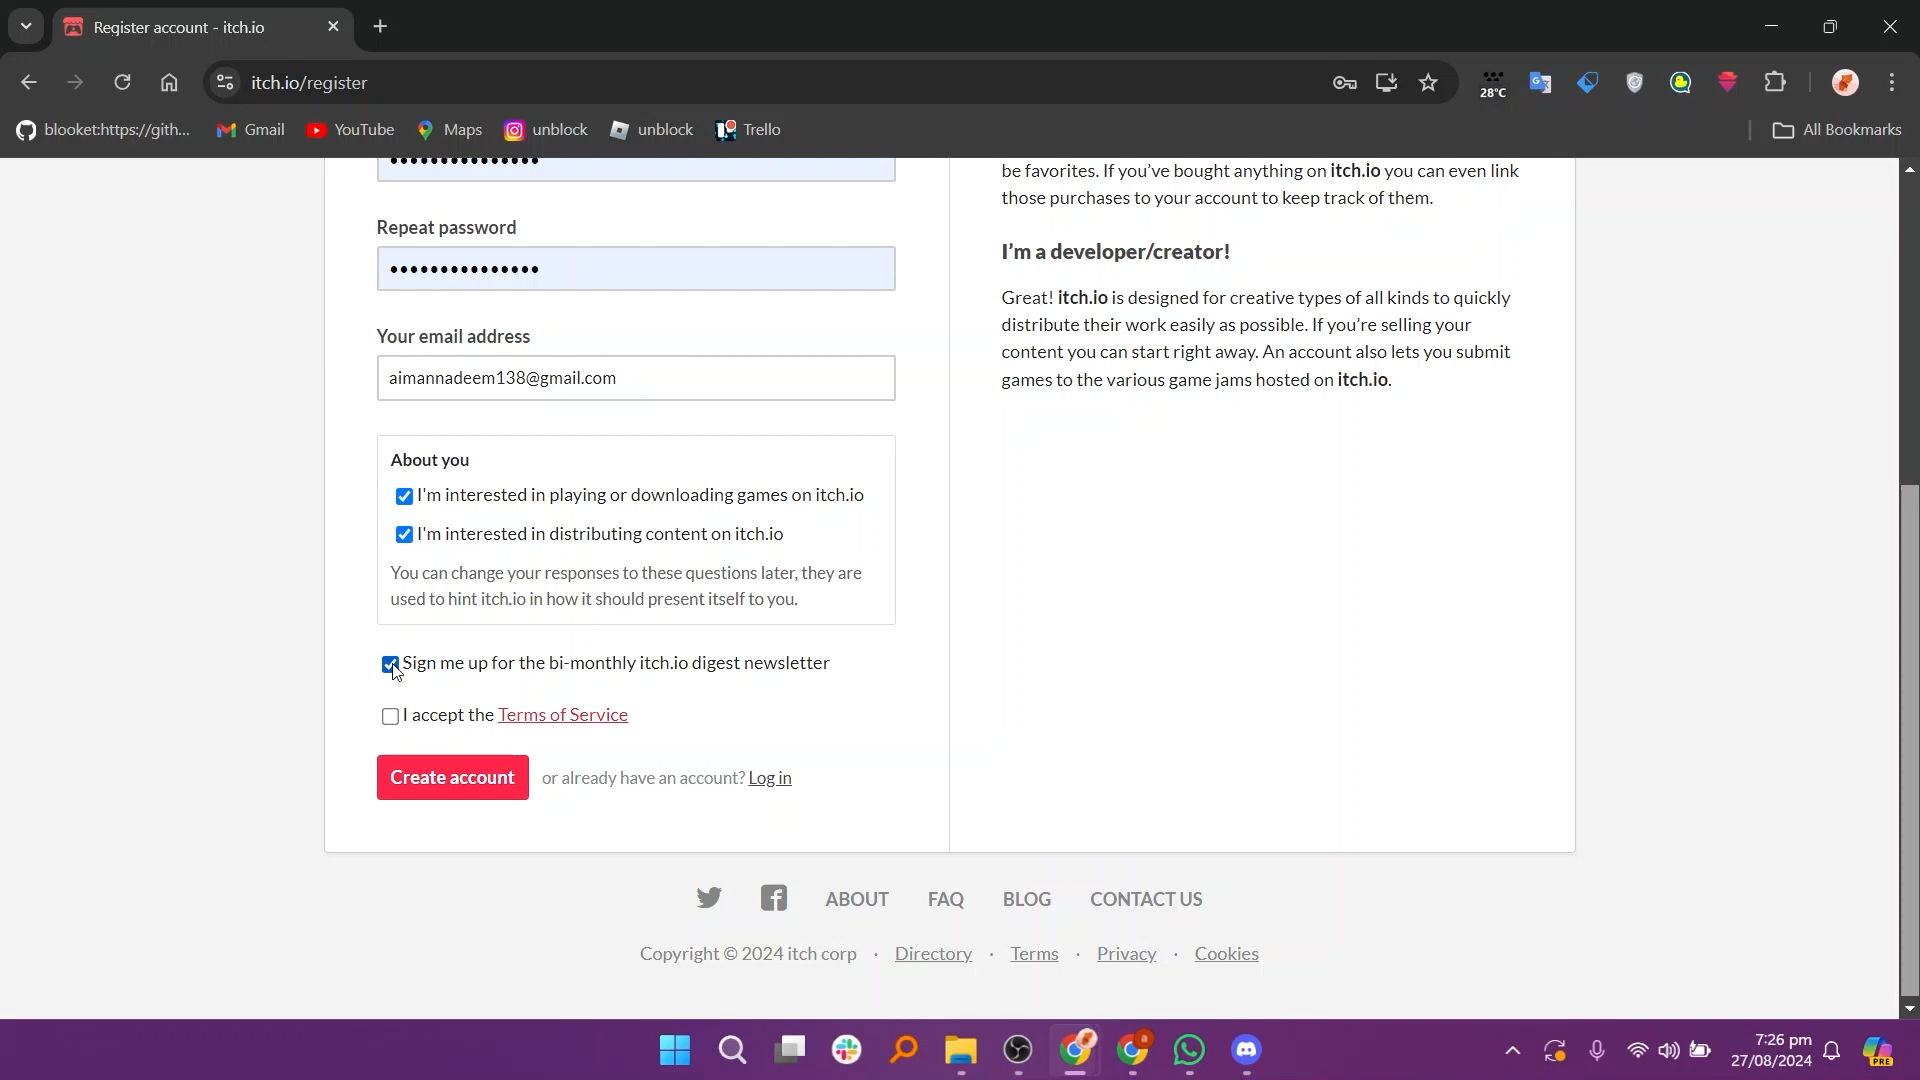 Register account - itch.io
itch.io/register
28°C
blooket:https://gith...
Gmail
YouTube
Maps
unblock
unblock
Trello
All Bookmarks
•••••••••••••••
Repeat password
•••••••••••••••
Your email address
aimannadeem138@gmail.com
About you
I'm interested in playing or downloading games on itch.io
I'm interested in distributing content on itch.io
You can change your responses to these questions later, they are
used to hint itch.io in how it should present itself to you.
Sign me up for the bi-monthly itch.io digest newsletter
I accept the Terms of Service
Create account or already have an account? Log in
be favorites. If you've bought anything on itch.io you can even link
those purchases to your account to keep track of them.
I'm a developer/creator!
Great! itch.io is designed for creative types of all kinds to quickly
distribute their work easily as possible. If you're selling your
content you can start right away. An account also lets you submit
games to the various game jams hosted on itch.io.
ABOUT FAQ BLOG CONTACT US
Copyright © 2024 itch corp · Directory · Terms · Privacy · Cookies
7:26 pm
27/08/2024
PRE